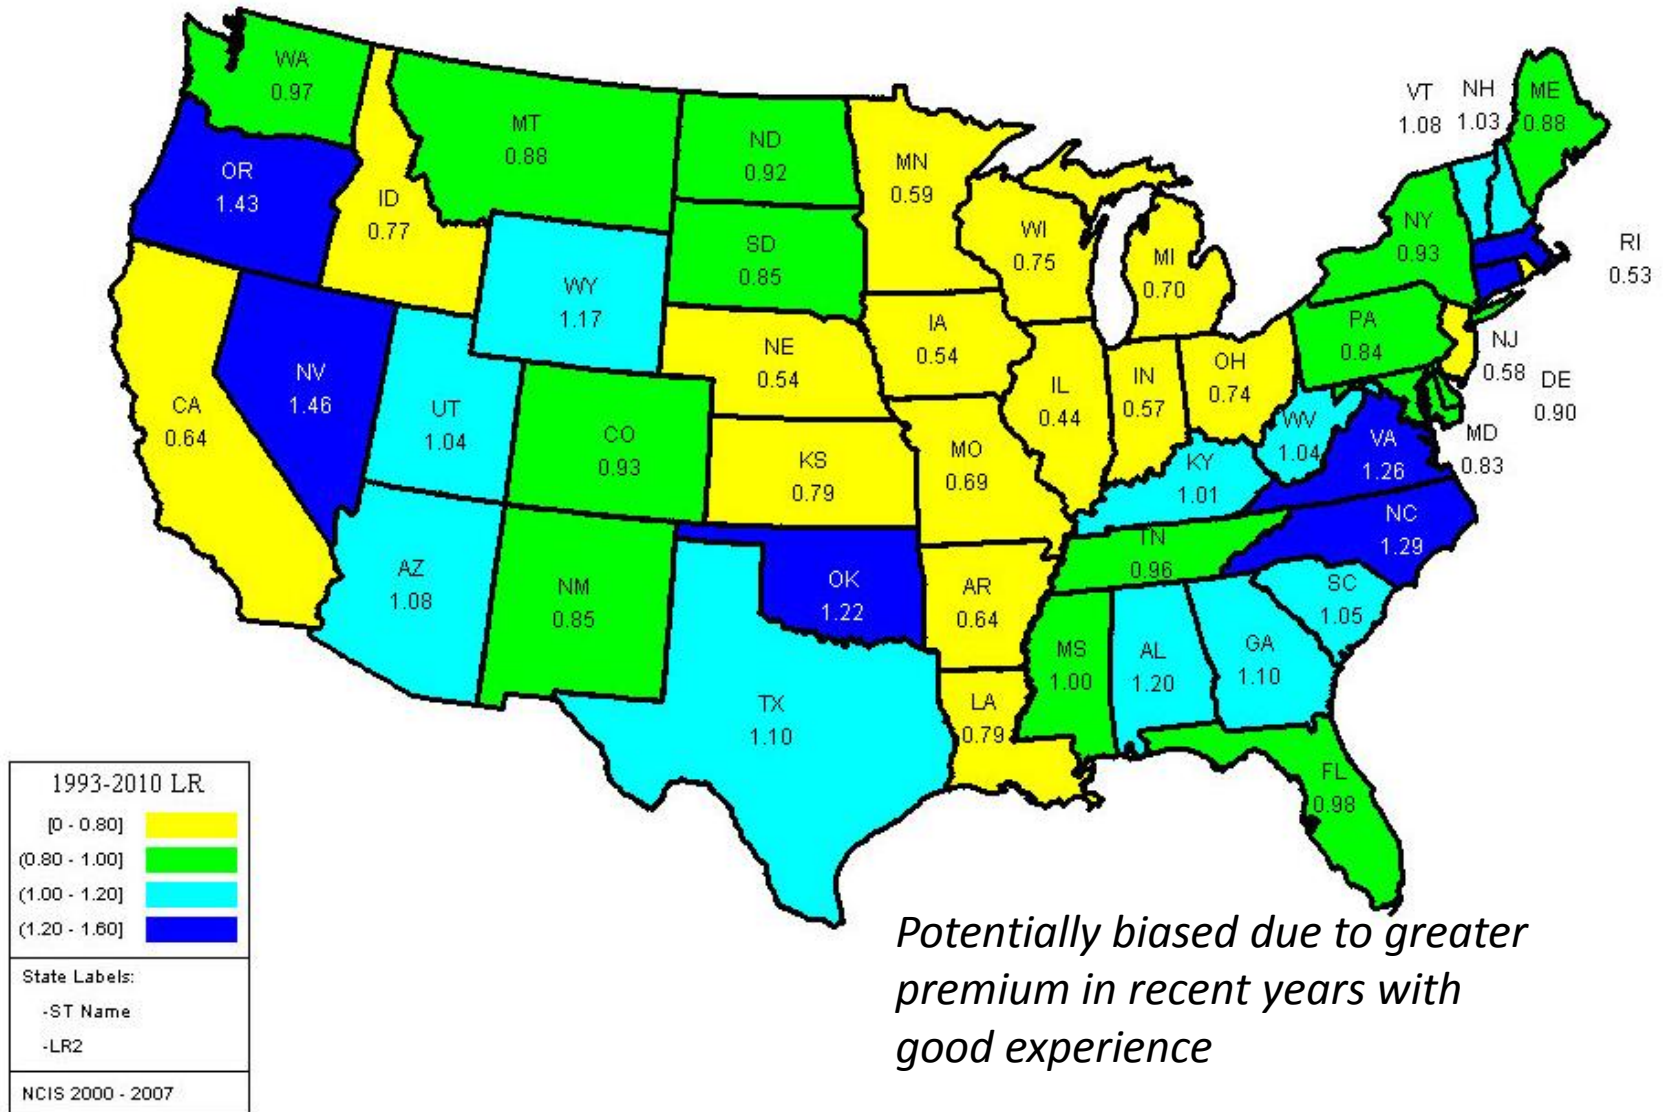 WA
0.97
MT
0.88
ND
0.92
MN
0.59
VT
1.08
NH
1.03
ME
0.88
OR
1.43
ID
0.77
WY
1.17
SD
0.85
WI
0.75
MI
0.70
NY
0.93
RI
0.53
CA
0.64
NV
1.46
UT
1.04
CO
0.93
NE
0.54
IA
0.54
IL
0.44
IN
0.57
OH
0.74
PA
0.84
NJ
0.58
DE
0.90
MD
0.83
KS
0.79
MO
0.69
KY
1.01
WV
1.04
VA
1.26
NC
1.29
TN
0.96
AZ
1.08
NM
0.85
OK
1.22
AR
0.64
SC
1.05
MS
1.00
AL
1.20
GA
1.10
TX
1.10
LA
0.79
FL
0.98
1993-2010 LR
[0 - 0.80]
(0.80 - 1.00]
(1.00 - 1.20]
(1.20 - 1.60]
State Labels:
-ST Name
-LR2
NCIS 2000 - 2007
Potentially biased due to greater
premium in recent years with
good experience